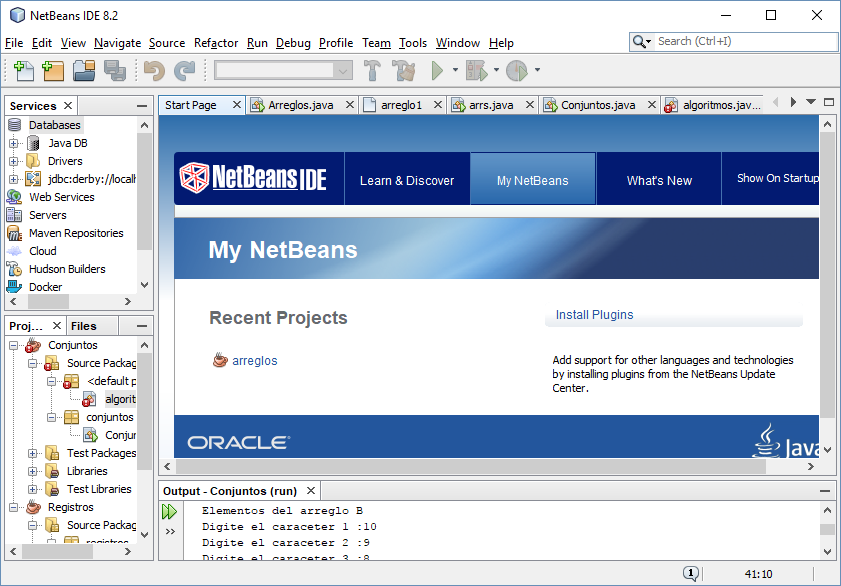 NetBeans IDE 8.2
File Edit View Navigate Source Refactor Run Debug Profile Team Tools Window Help
Search (Ctrl+I)
Services
Databases
Java DB
Drivers
jdbc:derby://localh
Web Services
Servers
Maven Repositories
Cloud
Hudson Builders
Docker
Proj... Files
Conjuntos
Source Packag
<default p
algorit
conjuntos
Conjur
Test Packages
Libraries
Test Libraries
Registros
Source Packag
registros
Start Page Arreglos.java arreglo1 arrs.java Conjuntos.java algoritmos.jav...
NetBeans IDE
Learn & Discover
My NetBeans
What's New
Show On Startup
My NetBeans
Recent Projects
arreglos
Install Plugins
Add support for other languages and technologies
by installing plugins from the NetBeans Update
Center.
ORACLE
Java
Output - Conjuntos (run)
Elementos del arreglo B
Digite el caraceter 1 :10
Digite el caraceter 2 :9
Digite el caraceter 3 :8
1
41:10